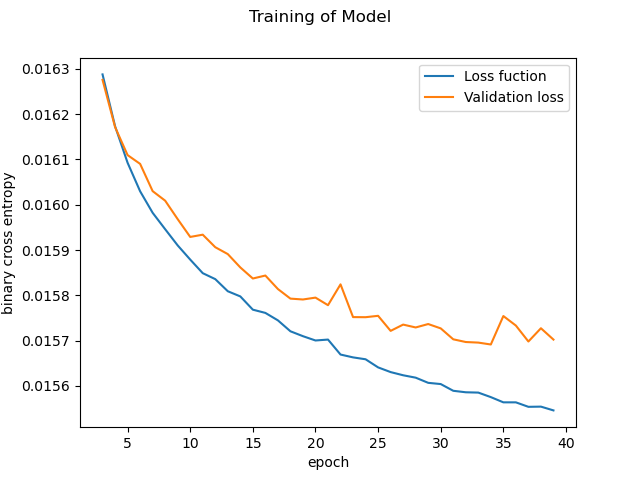 Training of Model
Loss fuction
Validation loss
0.0163
0.0162
0.0161
0.0160
0.0159
0.0158
0.0157
0.0156
binary cross entropy
5 10 15 20 25 30 35 40
epoch